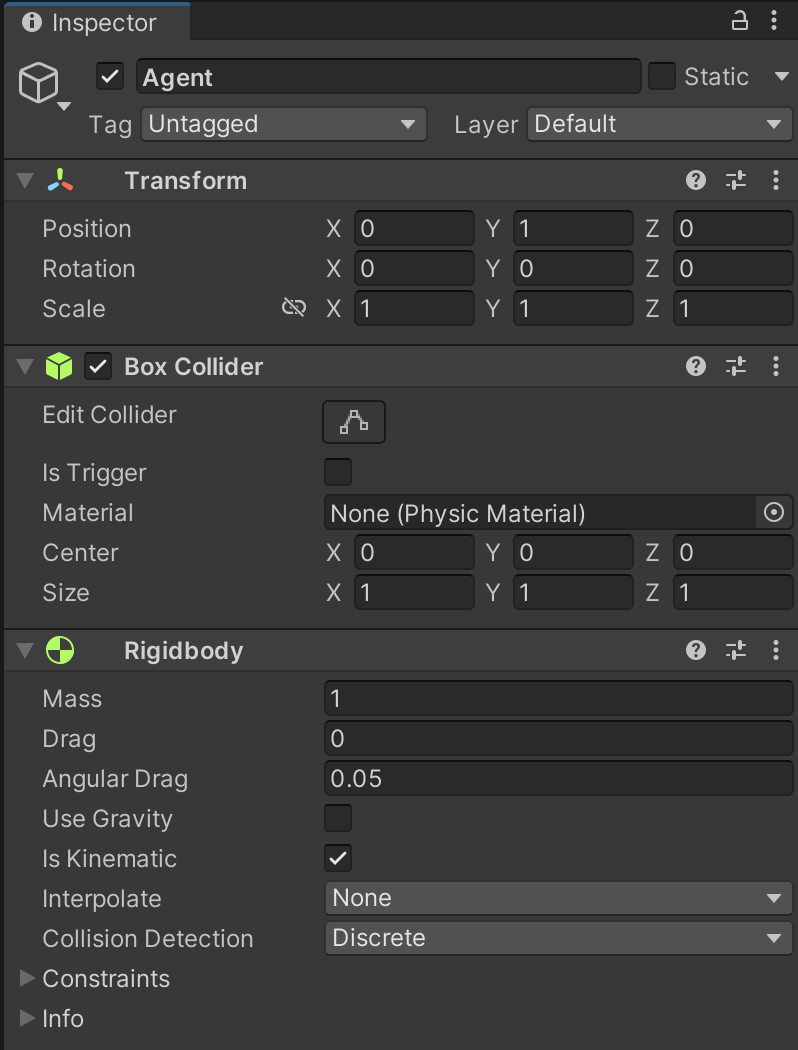 Inspector
Agent Static
Tag Untagged Layer Default
Transform
Position X 0 Y 1 Z 0
Rotation X 0 Y 0 Z 0
Scale X 1 Y 1 Z 1
Box Collider
Edit Collider
Is Trigger
Material None (Physic Material)
Center X 0 Y 0 Z 0
Size X 1 Y 1 Z 1
Rigidbody
Mass 1
Drag 0
Angular Drag 0.05
Use Gravity
Is Kinematic
Interpolate None
Collision Detection Discrete
Constraints
Info